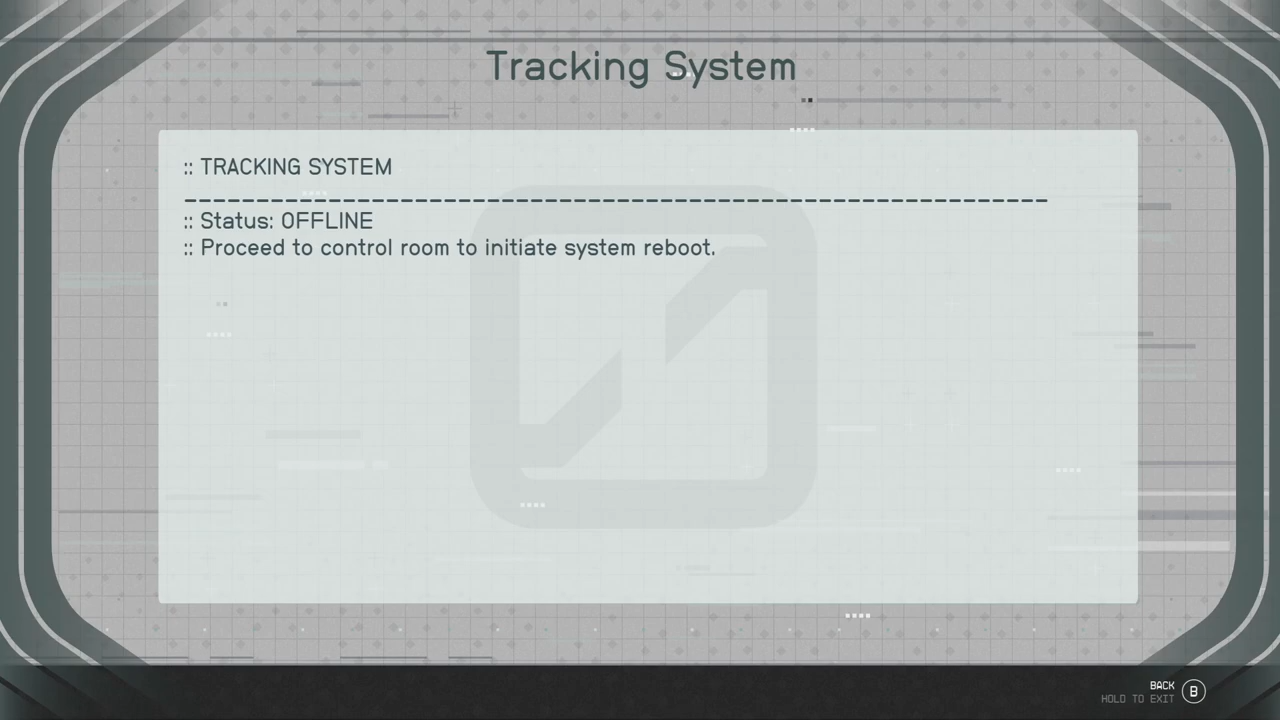 Tracking System
:: TRACKING SYSTEM
------------------------------------------------------------
:: Status: OFFLINE
:: Proceed to control room to initiate system reboot.
BACK
HOLD TO EXIT
B